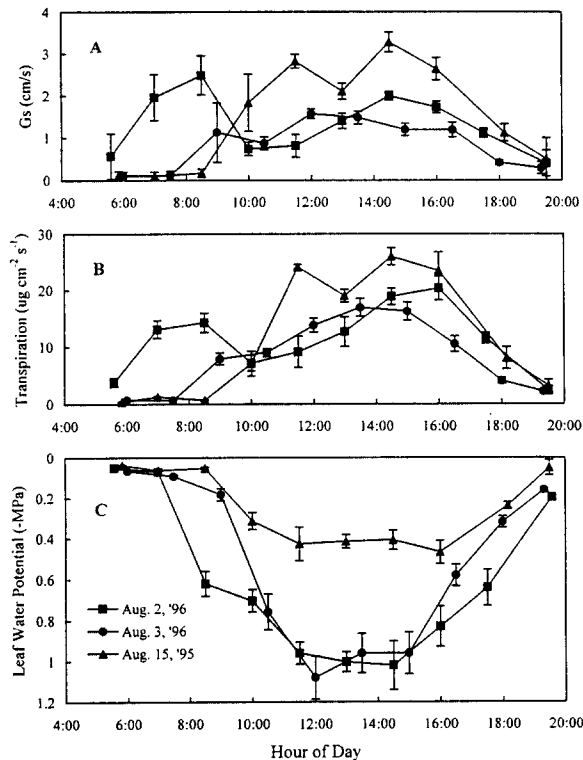 A
Gs (cm/s)
4
3
2
1
0
4:00 6:00 8:00 10:00 12:00 14:00 16:00 18:00 20:00
B
Transpiration (ug cm⁻² s⁻¹)
30
20
10
0
4:00 6:00 8:00 10:00 12:00 14:00 16:00 18:00 20:00
C
Leaf Water Potential (-MPa)
0
0.2
0.4
0.6
0.8
1
1.2
Aug. 2, '96
Aug. 3, '96
Aug. 15, '95
4:00 6:00 8:00 10:00 12:00 14:00 16:00 18:00 20:00
Hour of Day